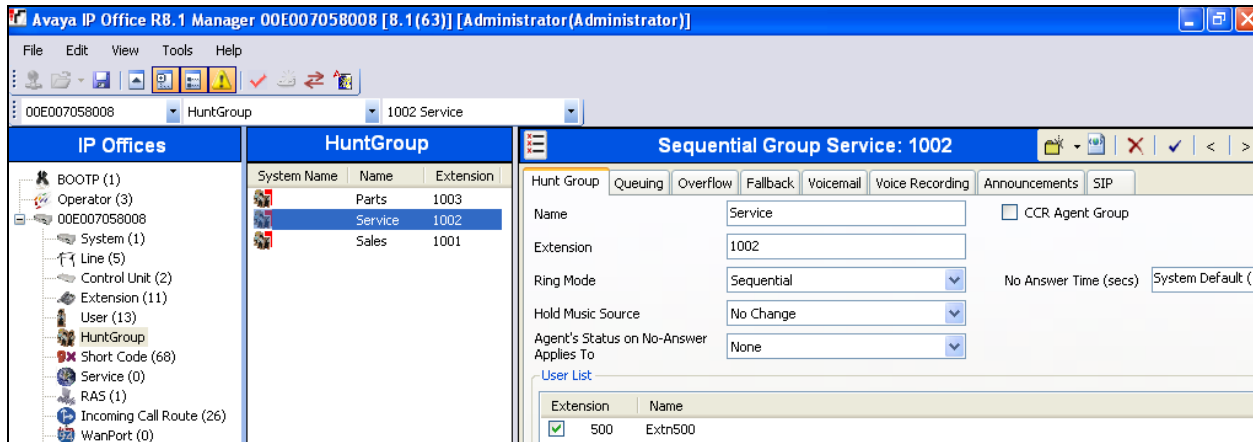 Avaya IP Office R8.1 Manager 00E007058008 [8.1(63)] [Administrator(Administrator)]
File Edit View Tools Help
00E007058008 HuntGroup 1002 Service
IP Offices
BOOTP (1)
Operator (3)
00E007058008
System (1)
Line (5)
Control Unit (2)
Extension (11)
User (13)
HuntGroup
Short Code (68)
Service (0)
RAS (1)
Incoming Call Route (26)
WanPort (0)
HuntGroup
System Name Name Extension
Parts 1003
Service 1002
Sales 1001
Sequential Group Service: 1002
Hunt Group Queuing Overflow Fallback Voicemail Voice Recording Announcements SIP
Name Service CCR Agent Group
Extension 1002
Ring Mode Sequential No Answer Time (secs) System Default (
Hold Music Source No Change
Agent's Status on No-Answer
Applies To None
User List
Extension Name
500 Extn500